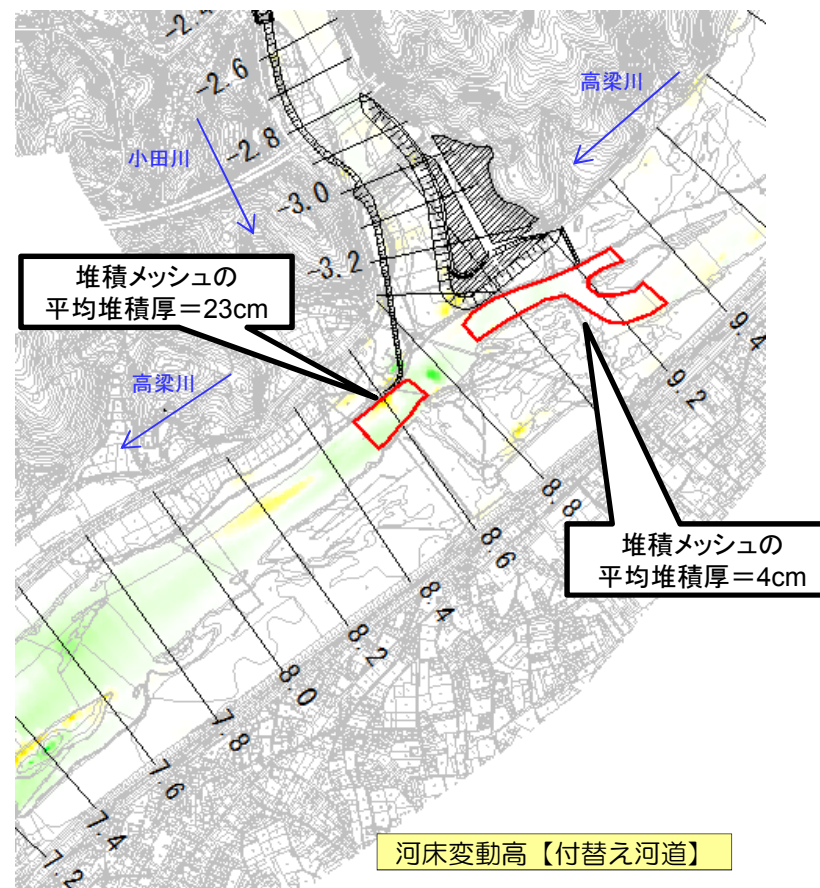 -2.4
-2.6
-2.8
-3.0
-3.2
高梁川
小田川
堆積メッシュの
平均堆積厚＝23cm
高梁川
9.4
9.2
8.8
8.6
8.4
8.2
8.0
7.8
7.6
7.4
7.2
堆積メッシュの
平均堆積厚＝4cm
河床変動高【付替え河道】